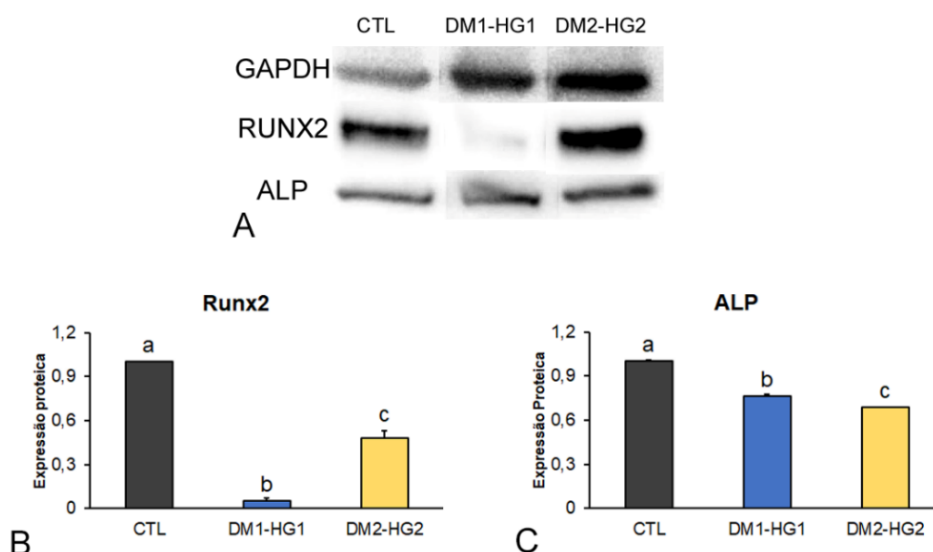 CTL DM1-HG1 DM2-HG2
GAPDH
RUNX2
ALP
A
Runx2
Expressão proteica
1,2
0,9
0,6
0,3
0
a
b
c
CTL DM1-HG1 DM2-HG2
B
ALP
Expressão Proteica
1,2
0,9
0,6
0,3
0
a
b
c
CTL DM1-HG1 DM2-HG2
C